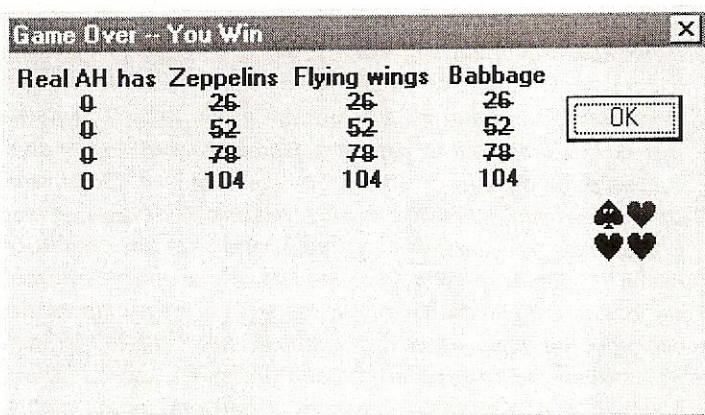 Game Over -- You Win
Real AH has Zeppelins Flying wings Babbage
0 26 26 26
0 52 52 52
0 78 78 78
0 104 104 104
OK